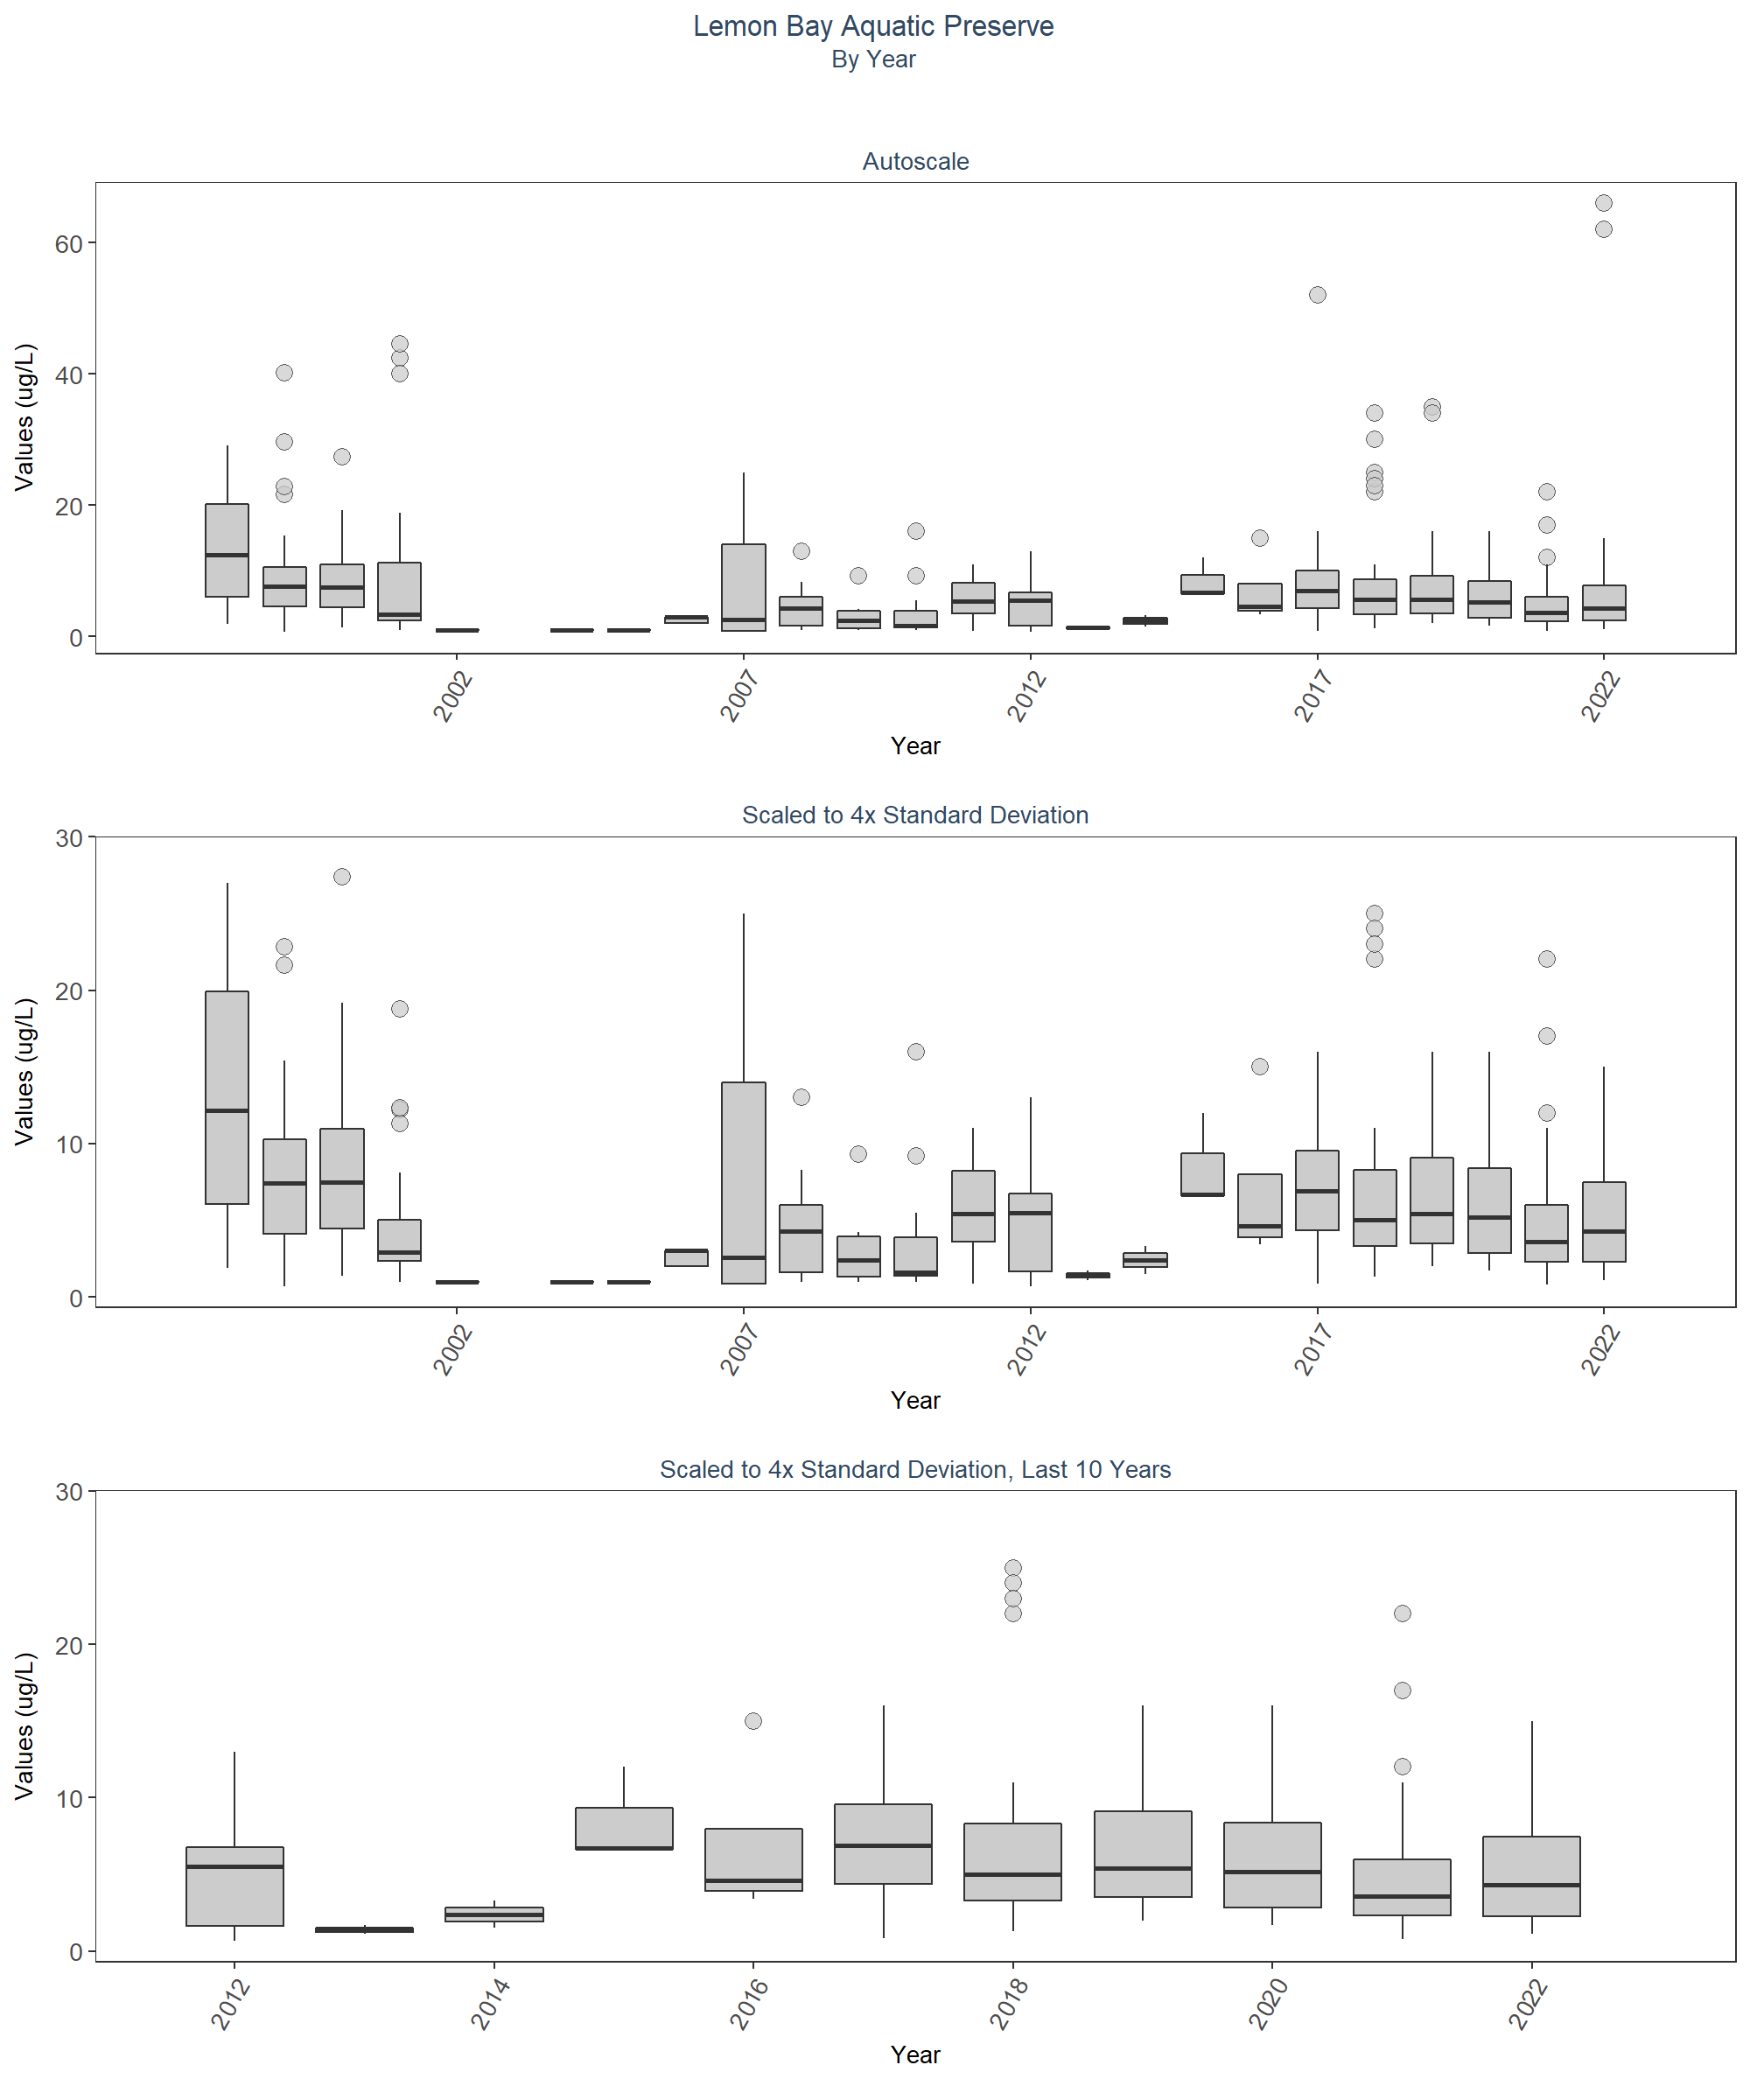 Lemon Bay Aquatic Preserve
By Year
Autoscale
Values (ug/L)
60
40
20
0
2002 2007 2012 2017 2022
Year
Scaled to 4x Standard Deviation
Values (ug/L)
30
20
10
0
2002 2007 2012 2017 2022
Year
Scaled to 4x Standard Deviation, Last 10 Years
Values (ug/L)
30
20
10
0
2012 2014 2016 2018 2020 2022
Year